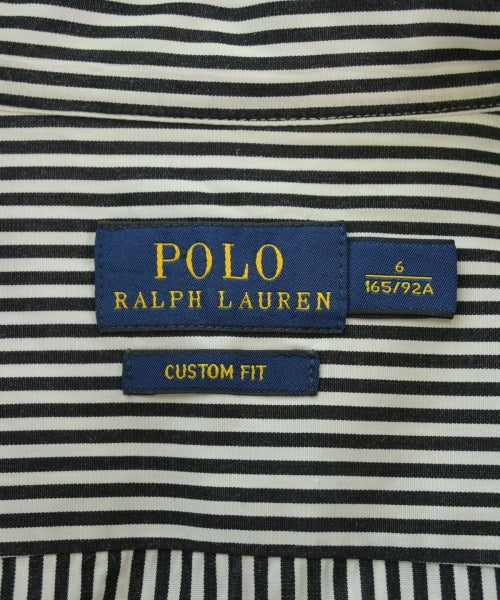 POLO
RALPH LAUREN
6
165/92A
CUSTOM FIT